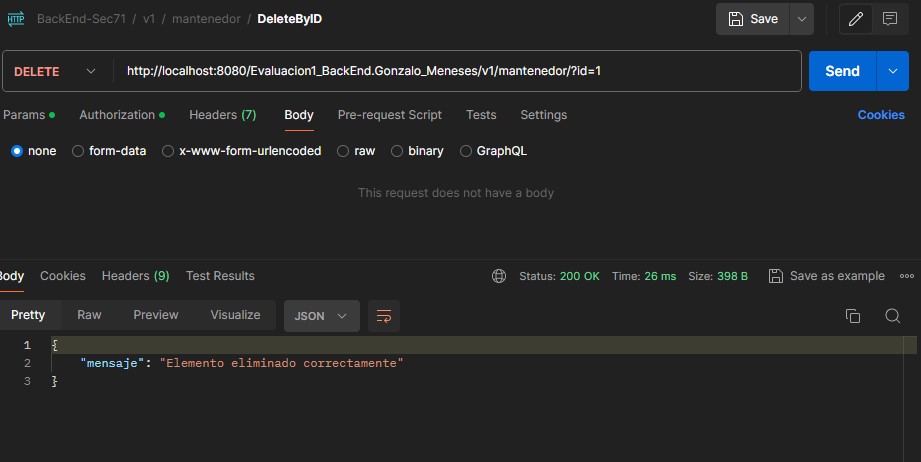 HTTP BackEnd-Sec71 / v1 / mantenedor / DeleteByID Save
DELETE http://localhost:8080/Evaluacion1_BackEnd.Gonzalo_Meneses/v1/mantenedor/?id=1 Send
Params Authorization Headers (7) Body Pre-request Script Tests Settings Cookies
none form-data x-www-form-urlencoded raw binary GraphQL
This request does not have a body
Body Cookies Headers (9) Test Results Status: 200 OK Time: 26 ms Size: 398 B Save as example
Pretty Raw Preview Visualize JSON
1 {
2 "mensaje": "Elemento eliminado correctamente"
3 }